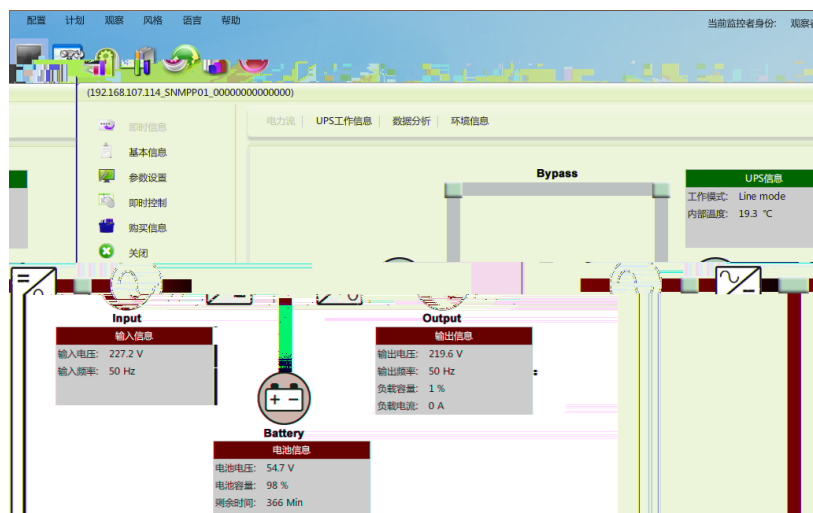 配置 计划 观察 风格 语言 帮助
当前监控者身份: 观察者
(192.168.107.114_SNMPP01_00000000000000)
即时信息
基本信息
参数设置
即时控制
购买信息
关闭
电力流 UPS工作信息 数据分析 环境信息
Bypass
UPS信息
工作模式: Line mode
内部温度: 19.3 ℃
Input
输入信息
输入电压: 227.2 V
输入频率: 50 Hz
Output
输出信息
输出电压: 219.6 V
输出频率: 50 Hz
负载容量: 1 %
负载电流: 0 A
Battery
电池信息
电池电压: 54.7 V
电池容量: 98 %
剩余时间: 366 Min